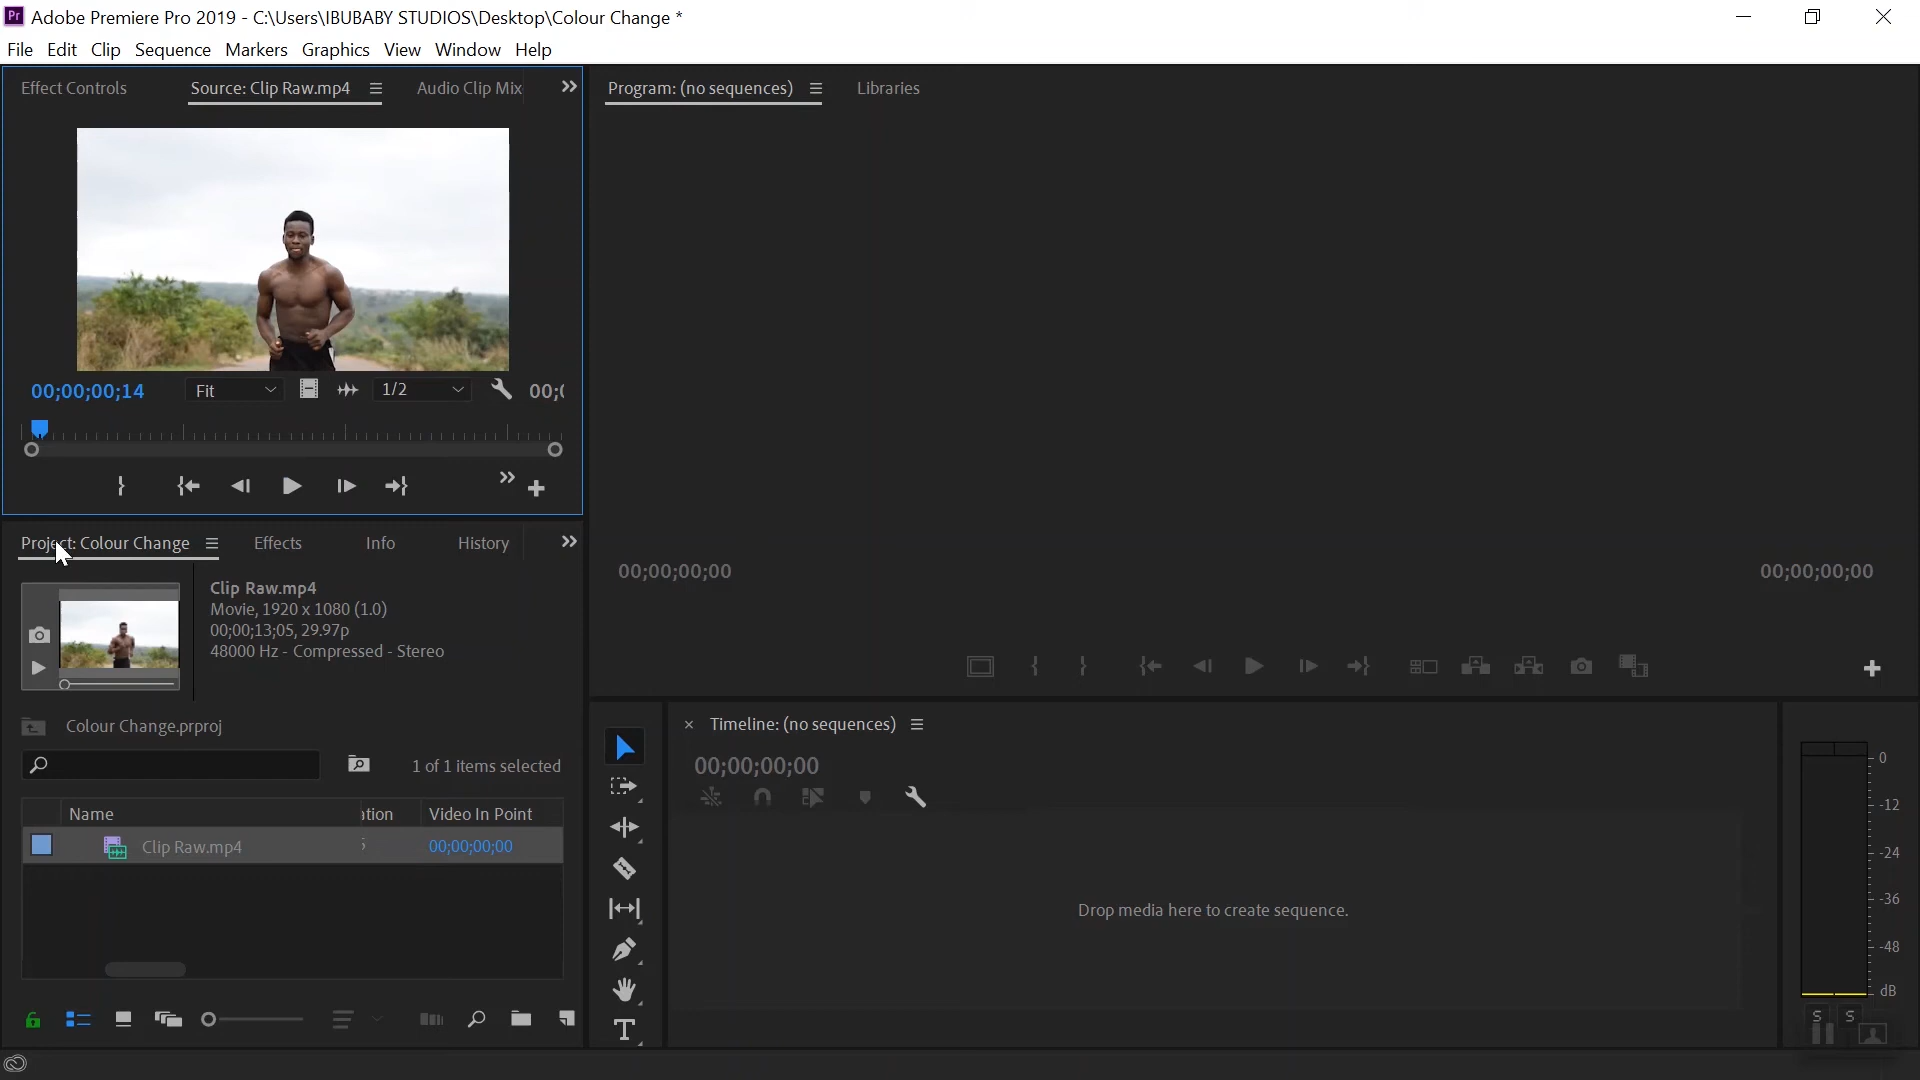 Pr Adobe Premiere Pro 2019 - C:\Users\IBUBABY STUDIOS\Desktop\Colour Change *
File Edit Clip Sequence Markers Graphics View Window Help
Effect Controls Source: Clip Raw.mp4 Audio Clip Mix
Program: (no sequences) Libraries
00;00;00;14 Fit 1/2 00;
Project: Colour Change Effects Info History
Clip Raw.mp4
Movie, 1920 x 1080 (1.0)
00;00;13;05, 29.97p
48000 Hz - Compressed - Stereo
00;00;00;00 00;00;00;00
Colour Change.prproj
1 of 1 items selected
Name ation Video In Point
Clip Raw.mp4 00;00;00;00
Timeline: (no sequences)
00;00;00;00
Drop media here to create sequence.
T
0
-12
-24
-36
-48
dB
S S